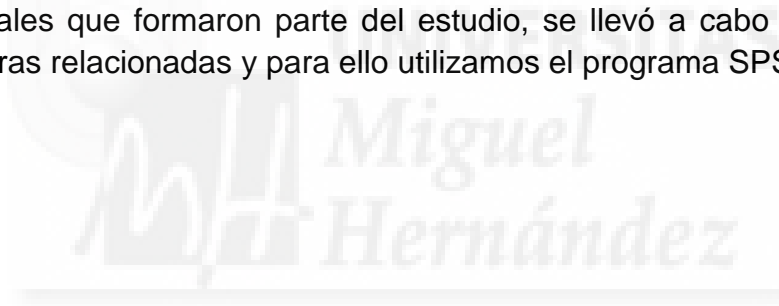 ales que formaron parte del estudio, se llevó a cabo
ras relacionadas y para ello utilizamos el programa SPS
UNIVERSITAS
Miguel
Hernández